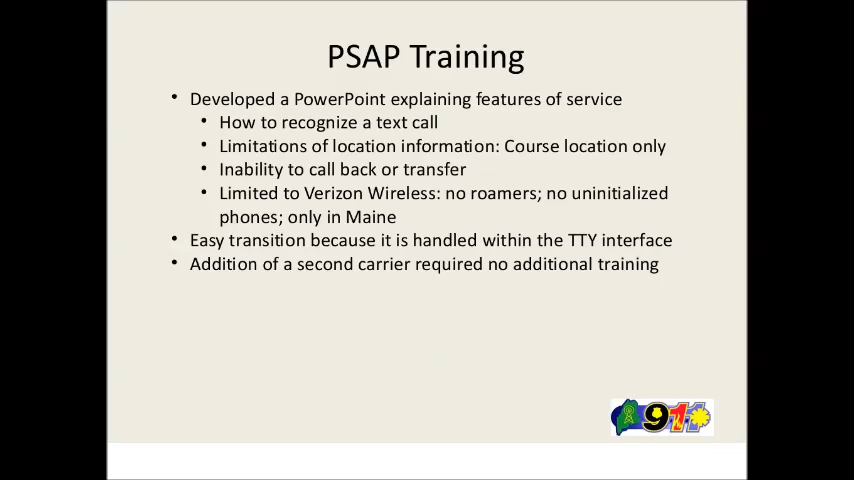 PSAP Training
• Developed a PowerPoint explaining features of service
• How to recognize a text call
• Limitations of location information: Course location only
• Inability to call back or transfer
• Limited to Verizon Wireless: no roamers; no uninitialized
phones; only in Maine
• Easy transition because it is handled within the TTY interface
• Addition of a second carrier required no additional training
911